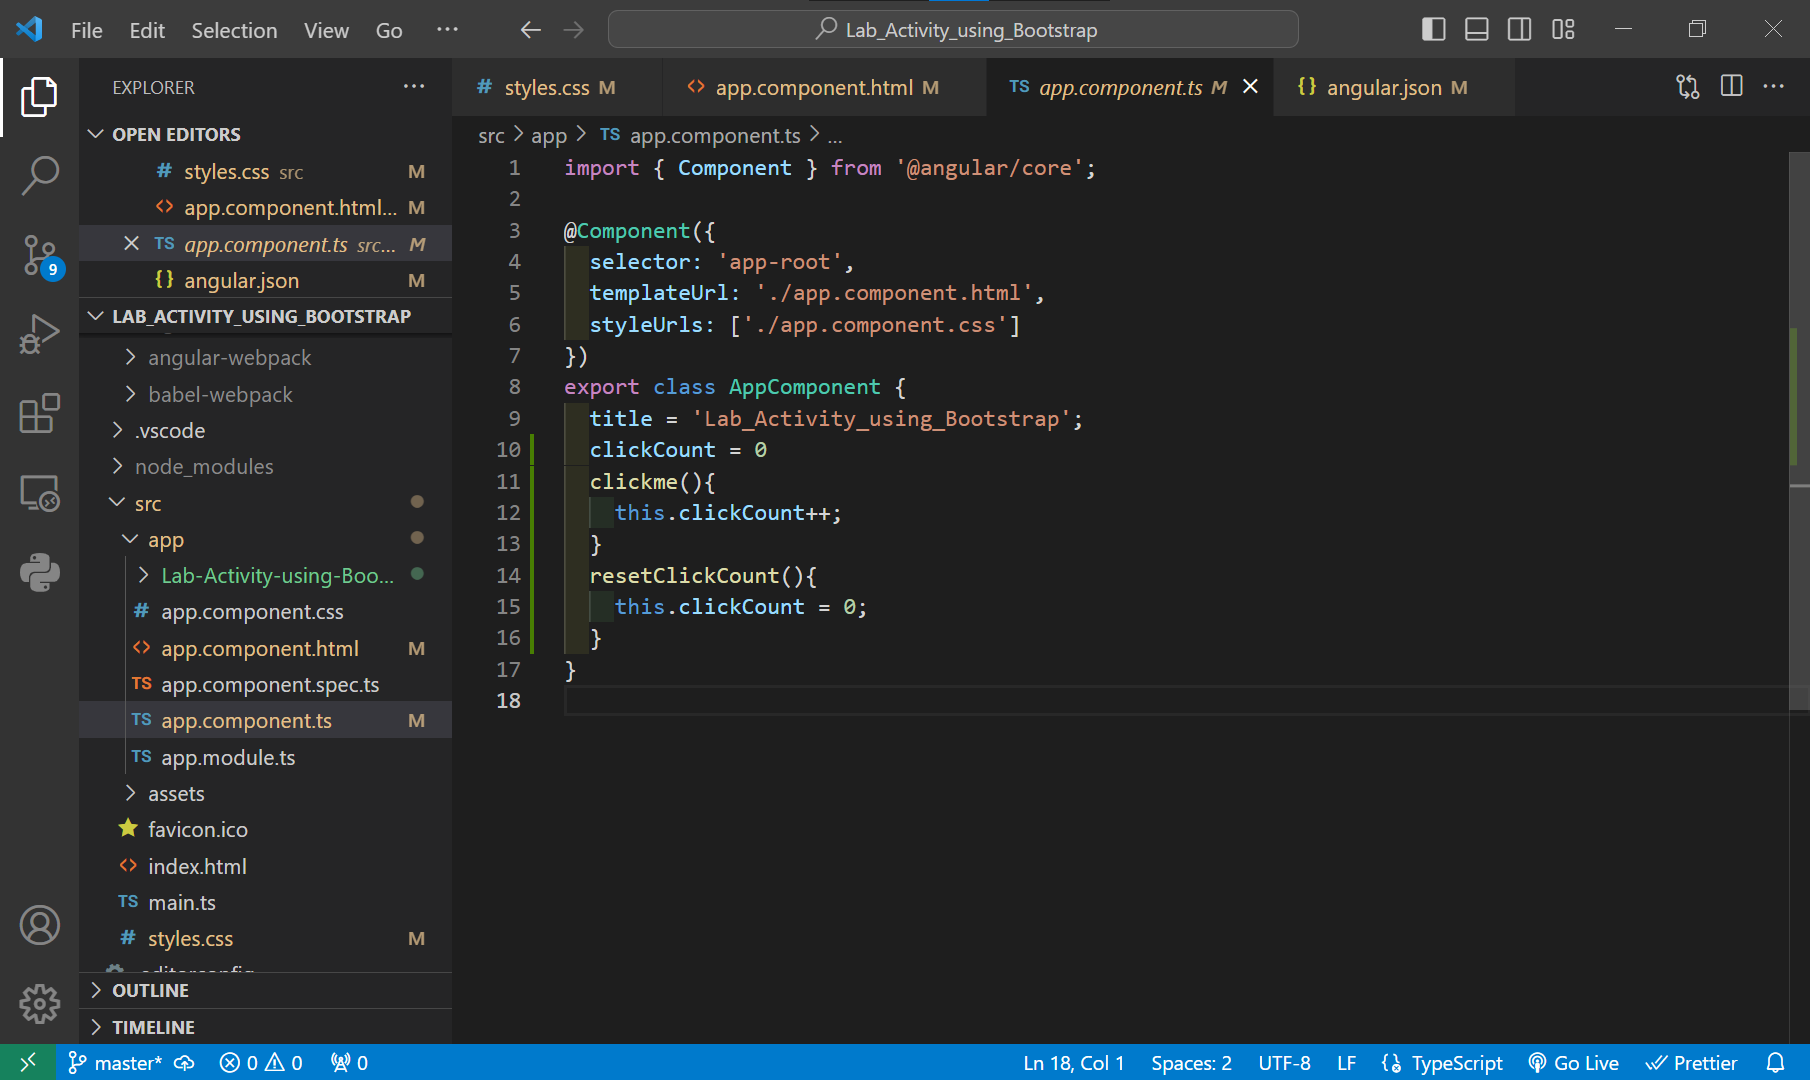 File Edit Selection View Go ··· Lab_Activity_using_Bootstrap
EXPLORER ···
OPEN EDITORS
# styles.css src M
<> app.component.html... M
TS app.component.ts src... M
{} angular.json M
LAB_ACTIVITY_USING_BOOTSTRAP
angular-webpack
babel-webpack
.vscode
node_modules
src
app
Lab-Activity-using-Boo...
# app.component.css
<> app.component.html M
TS app.component.spec.ts
TS app.component.ts M
TS app.module.ts
assets
favicon.ico
<> index.html
TS main.ts
# styles.css M
.editorconfig
OUTLINE
TIMELINE
9
# styles.css M <> app.component.html M TS app.component.ts M {} angular.json M
src > app > TS app.component.ts > ...
1 import { Component } from '@angular/core';
2
3 @Component({
4 selector: 'app-root',
5 templateUrl: './app.component.html',
6 styleUrls: ['./app.component.css']
7 })
8 export class AppComponent {
9 title = 'Lab_Activity_using_Bootstrap';
10 clickCount = 0
11 clickme(){
12 this.clickCount++;
13 }
14 resetClickCount(){
15 this.clickCount = 0;
16 }
17 }
18
master* 0 0 0 Ln 18, Col 1 Spaces: 2 UTF-8 LF {} TypeScript Go Live Prettier